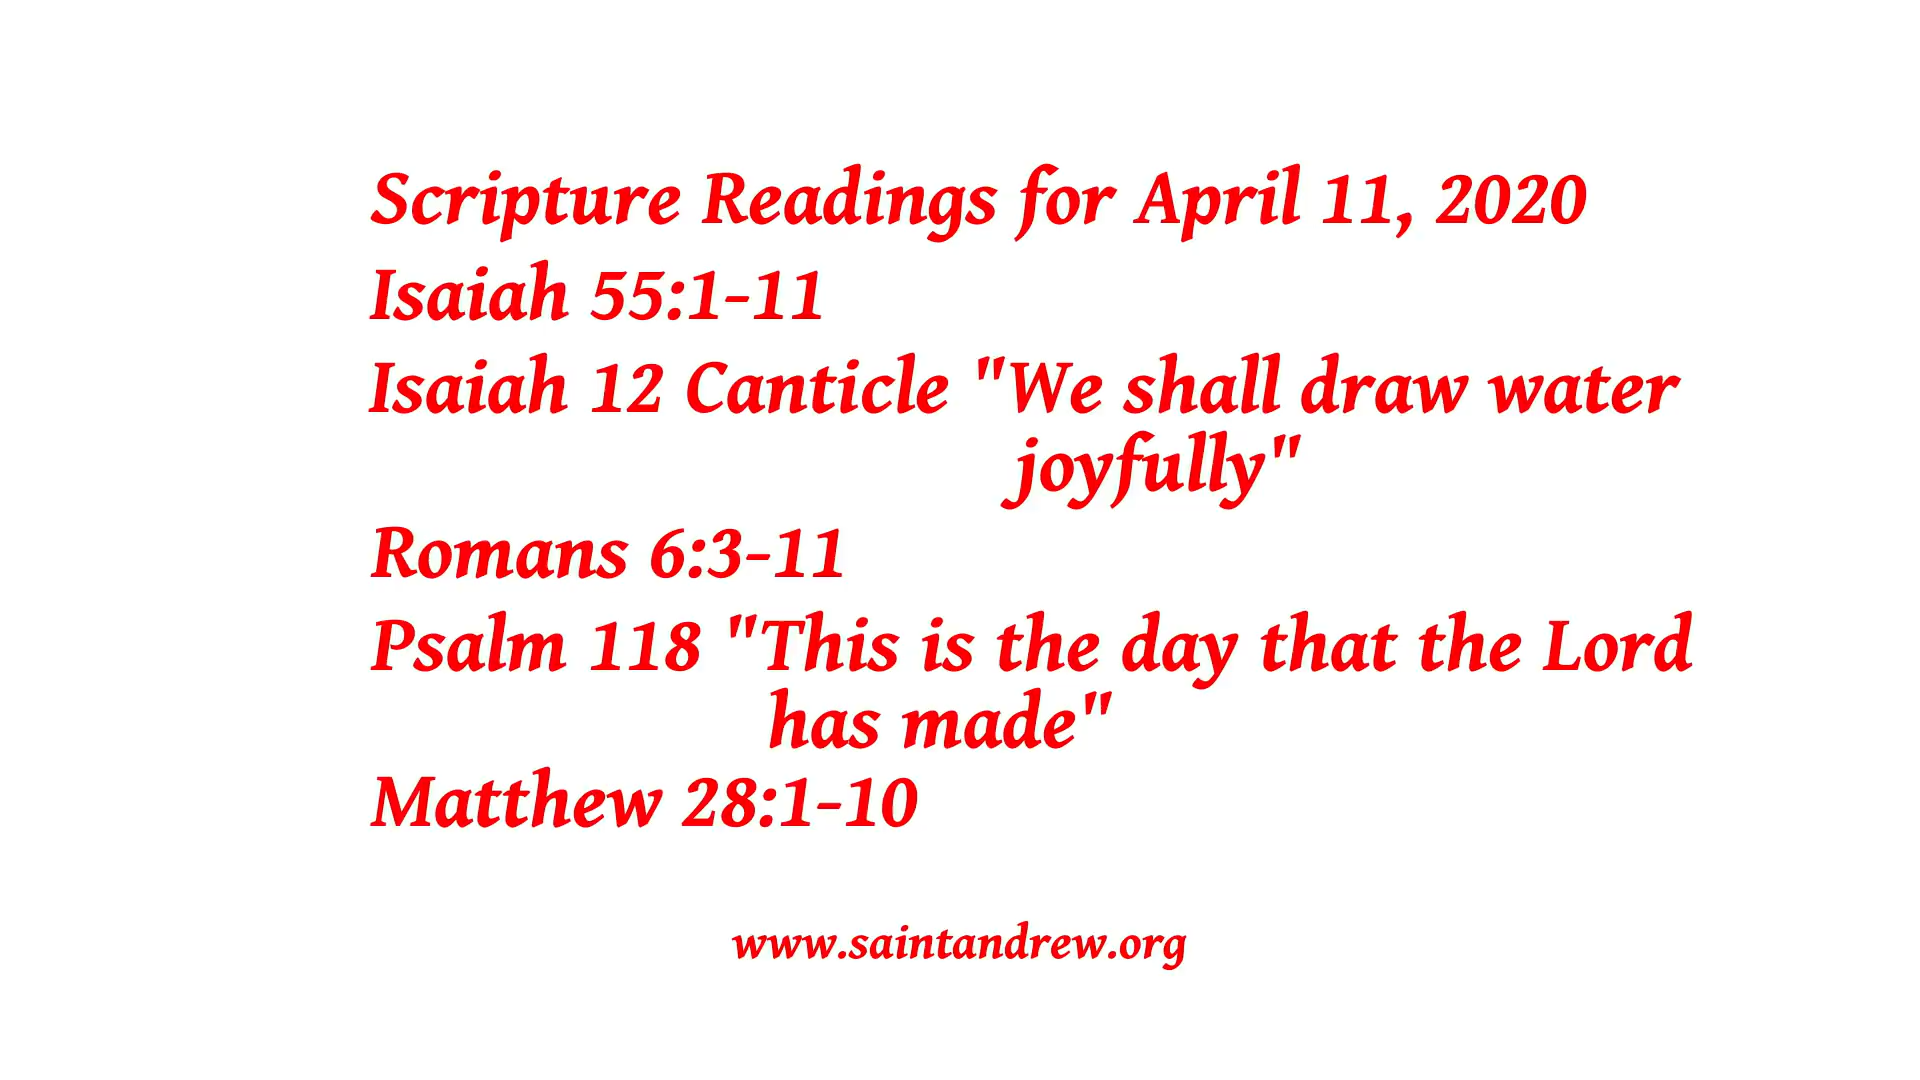 Scripture Readings for April 11, 2020
Isaiah 55:1-11
Isaiah 12 Canticle "We shall draw water
joyfully"
Romans 6:3-11
Psalm 118 "This is the day that the Lord
has made"
Matthew 28:1-10
www.saintandrew.org